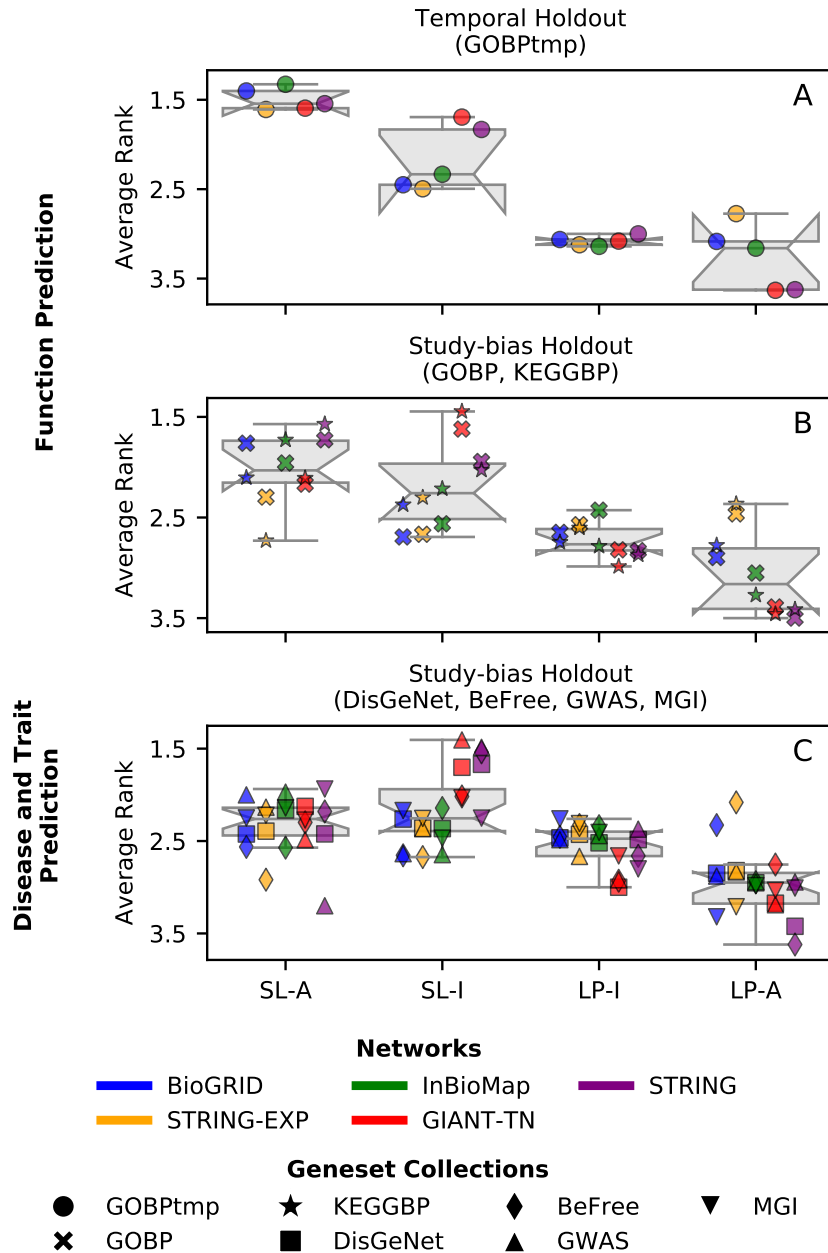 Temporal Holdout
(GOBPtmp)
A
Average Rank
1.5
2.5
3.5
Function Prediction
Study-bias Holdout
(GOBP, KEGGBP)
B
Average Rank
1.5
2.5
3.5
Study-bias Holdout
(DisGeNet, BeFree, GWAS, MGI)
C
Disease and Trait
Prediction
Average Rank
1.5
2.5
3.5
SL-A SL-I LP-I LP-A
Networks
BioGRID InBioMap STRING
STRING-EXP GIANT-TN
Geneset Collections
GOBPtmp KEGGBP BeFree MGI
GOBP DisGeNet GWAS